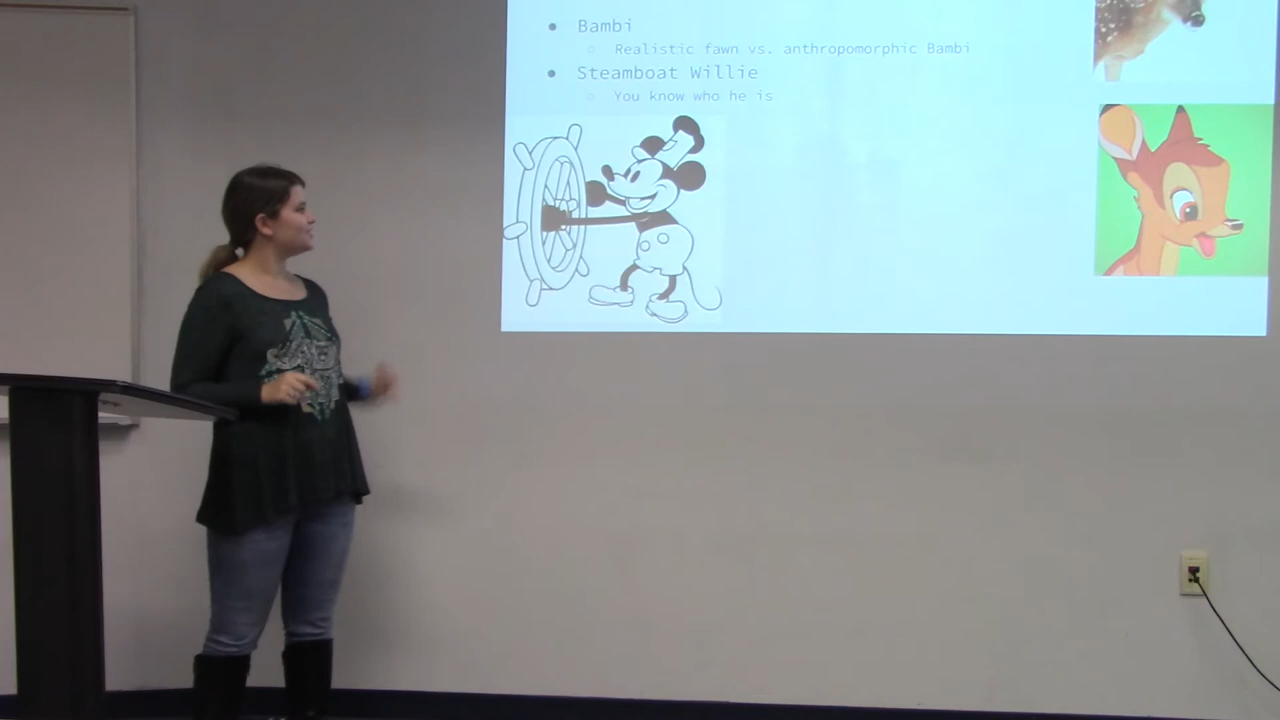 Bambi
Realistic fawn vs. anthropomorphic Bambi
Steamboat Willie
You know who he is